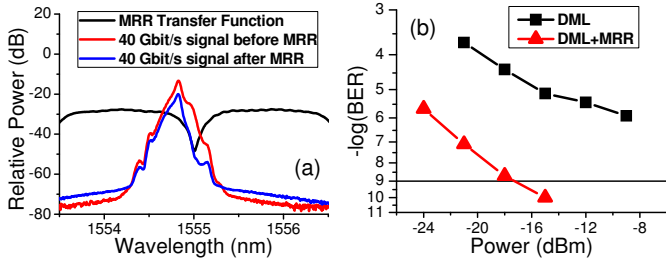 MRR Transfer Function
40 Gbit/s signal before MRR
40 Gbit/s signal after MRR
Relative Power (dB)
20
0
-20
-40
-60
-80
(a)
1554
1555
1556
Wavelength (nm)
(b)
DML
DML+MRR
-log(BER)
3
4
5
6
7
8
9
10
11
-24
-20
-16
-12
-8
Power (dBm)